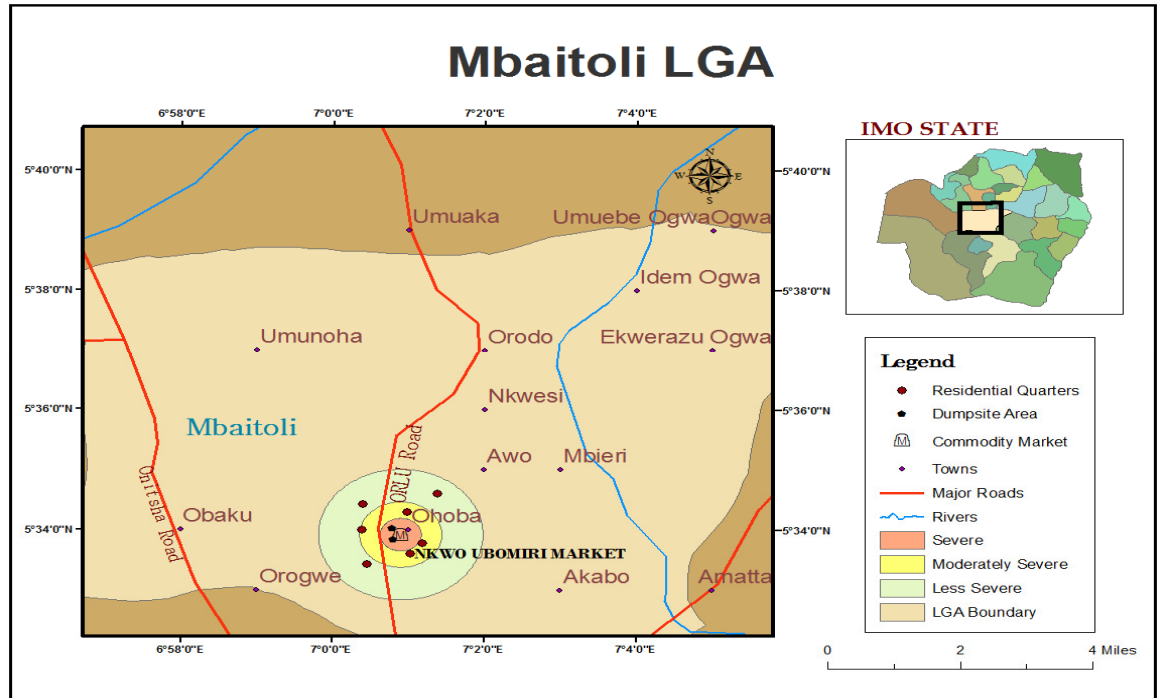 Mbaitoli LGA
6°58'0"E
7°0'0"E
7°2'0"E
7°4'0"E
IMO STATE
5°40'0"N
5°40'0"N
N
W
E
S
Umuaka
Umuebe Ogwa
Ogwa
Idem Ogwa
5°38'0"N
5°38'0"N
Umunoha
Orodo
Ekwerazu Ogwa
Nkwesi
5°36'0"N
5°36'0"N
Mbaitoli
ORLU Road
Awo
Mbieri
Onitsha Road
Obaku
Ohoba
5°34'0"N
5°34'0"N
M
NKWO UBOMIRI MARKET
Orogwe
Akabo
Amatta
6°58'0"E
7°0'0"E
7°2'0"E
7°4'0"E
Legend
Residential Quarters
Dumpsite Area
M
Commodity Market
Towns
Major Roads
Rivers
Severe
Moderately Severe
Less Severe
LGA Boundary
0
2
4 Miles